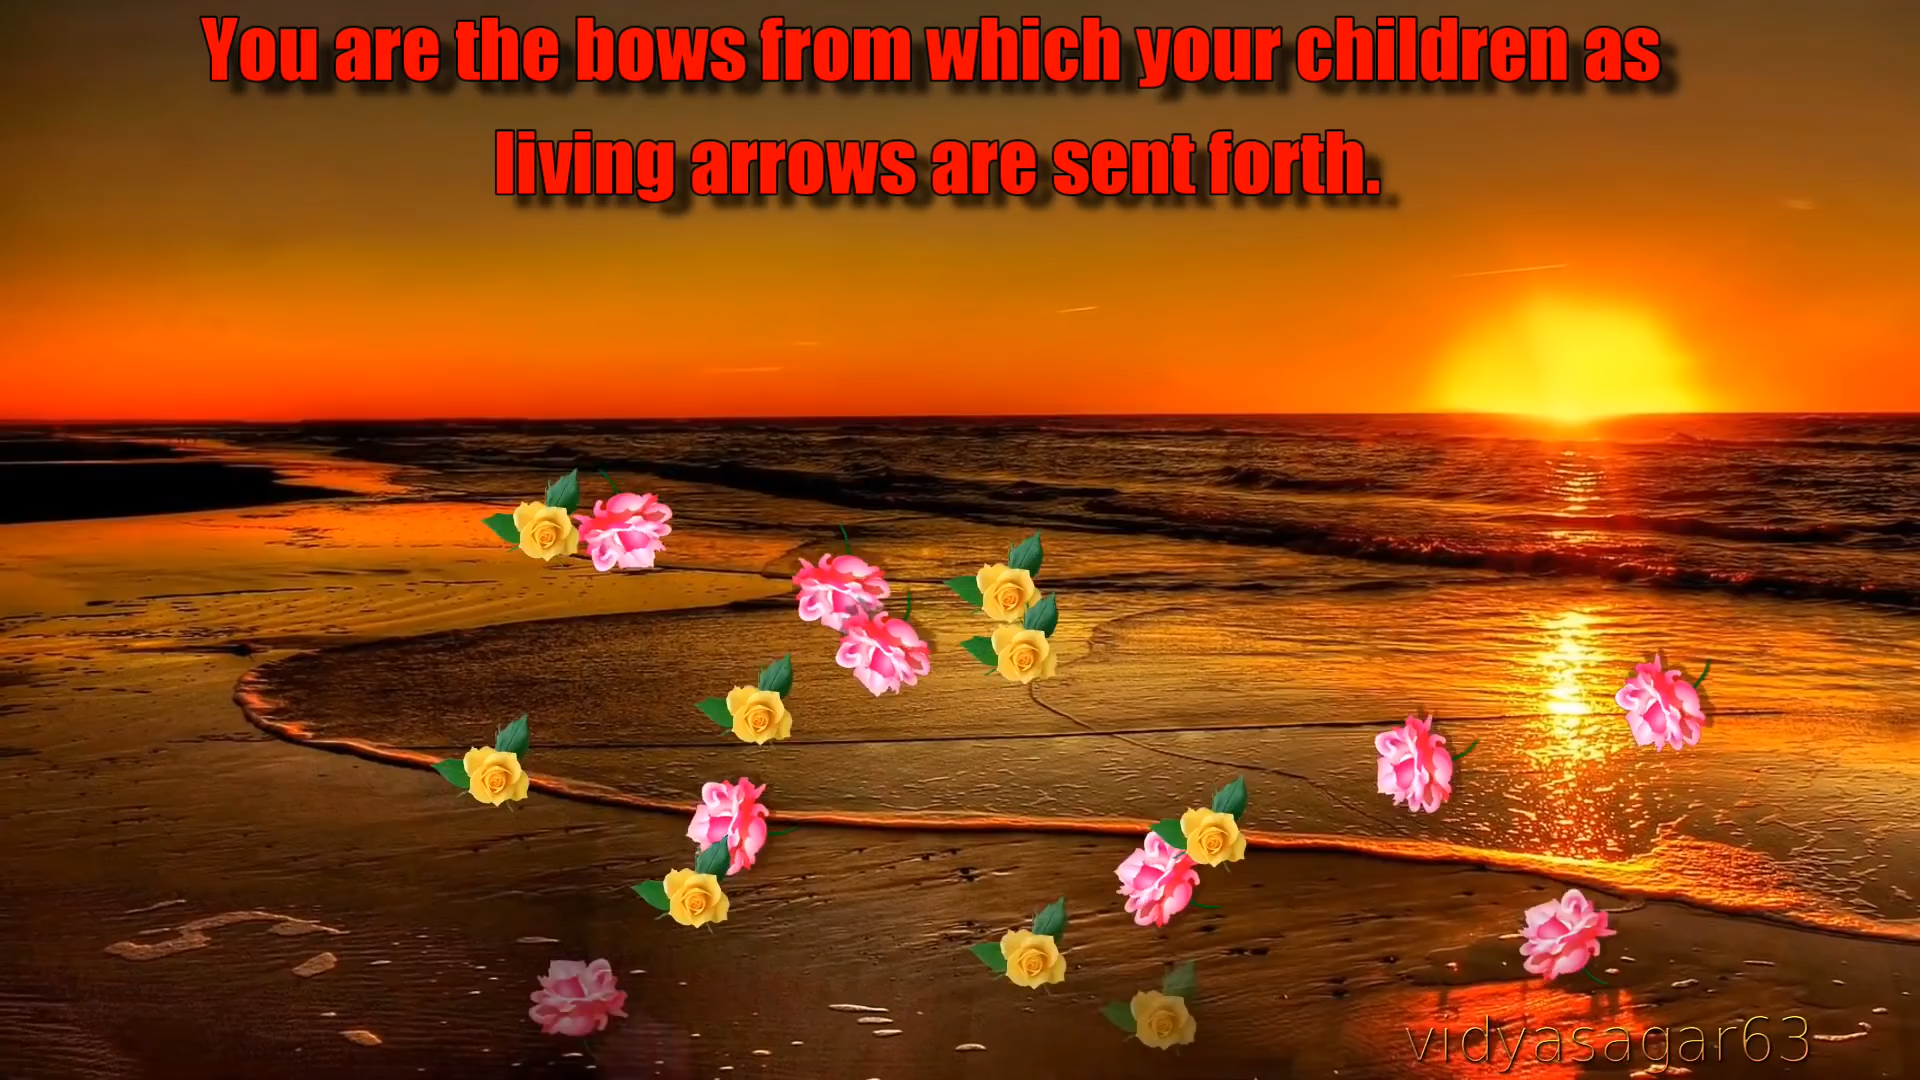 You are the bows from which your children as
living arrows are sent forth.
vidyasagar63